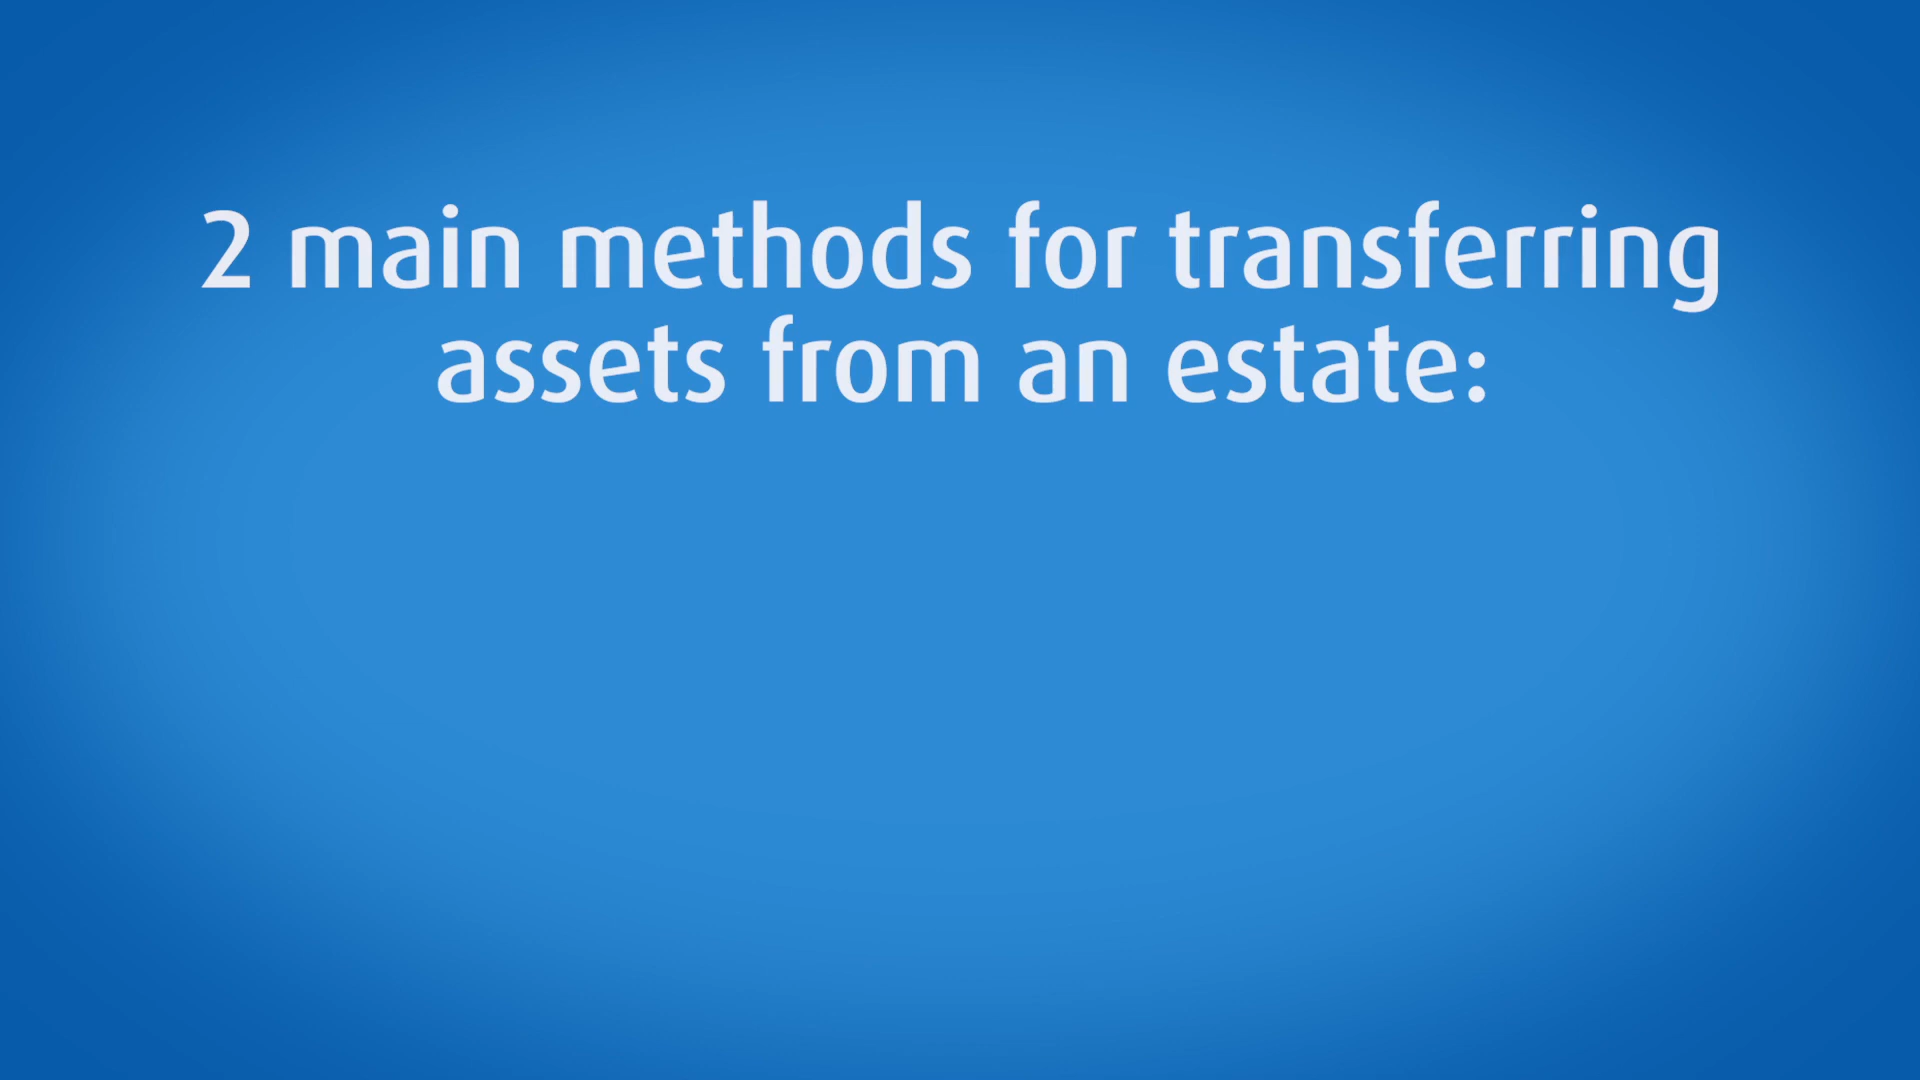 2 main methods for transferring
assets from an estate: